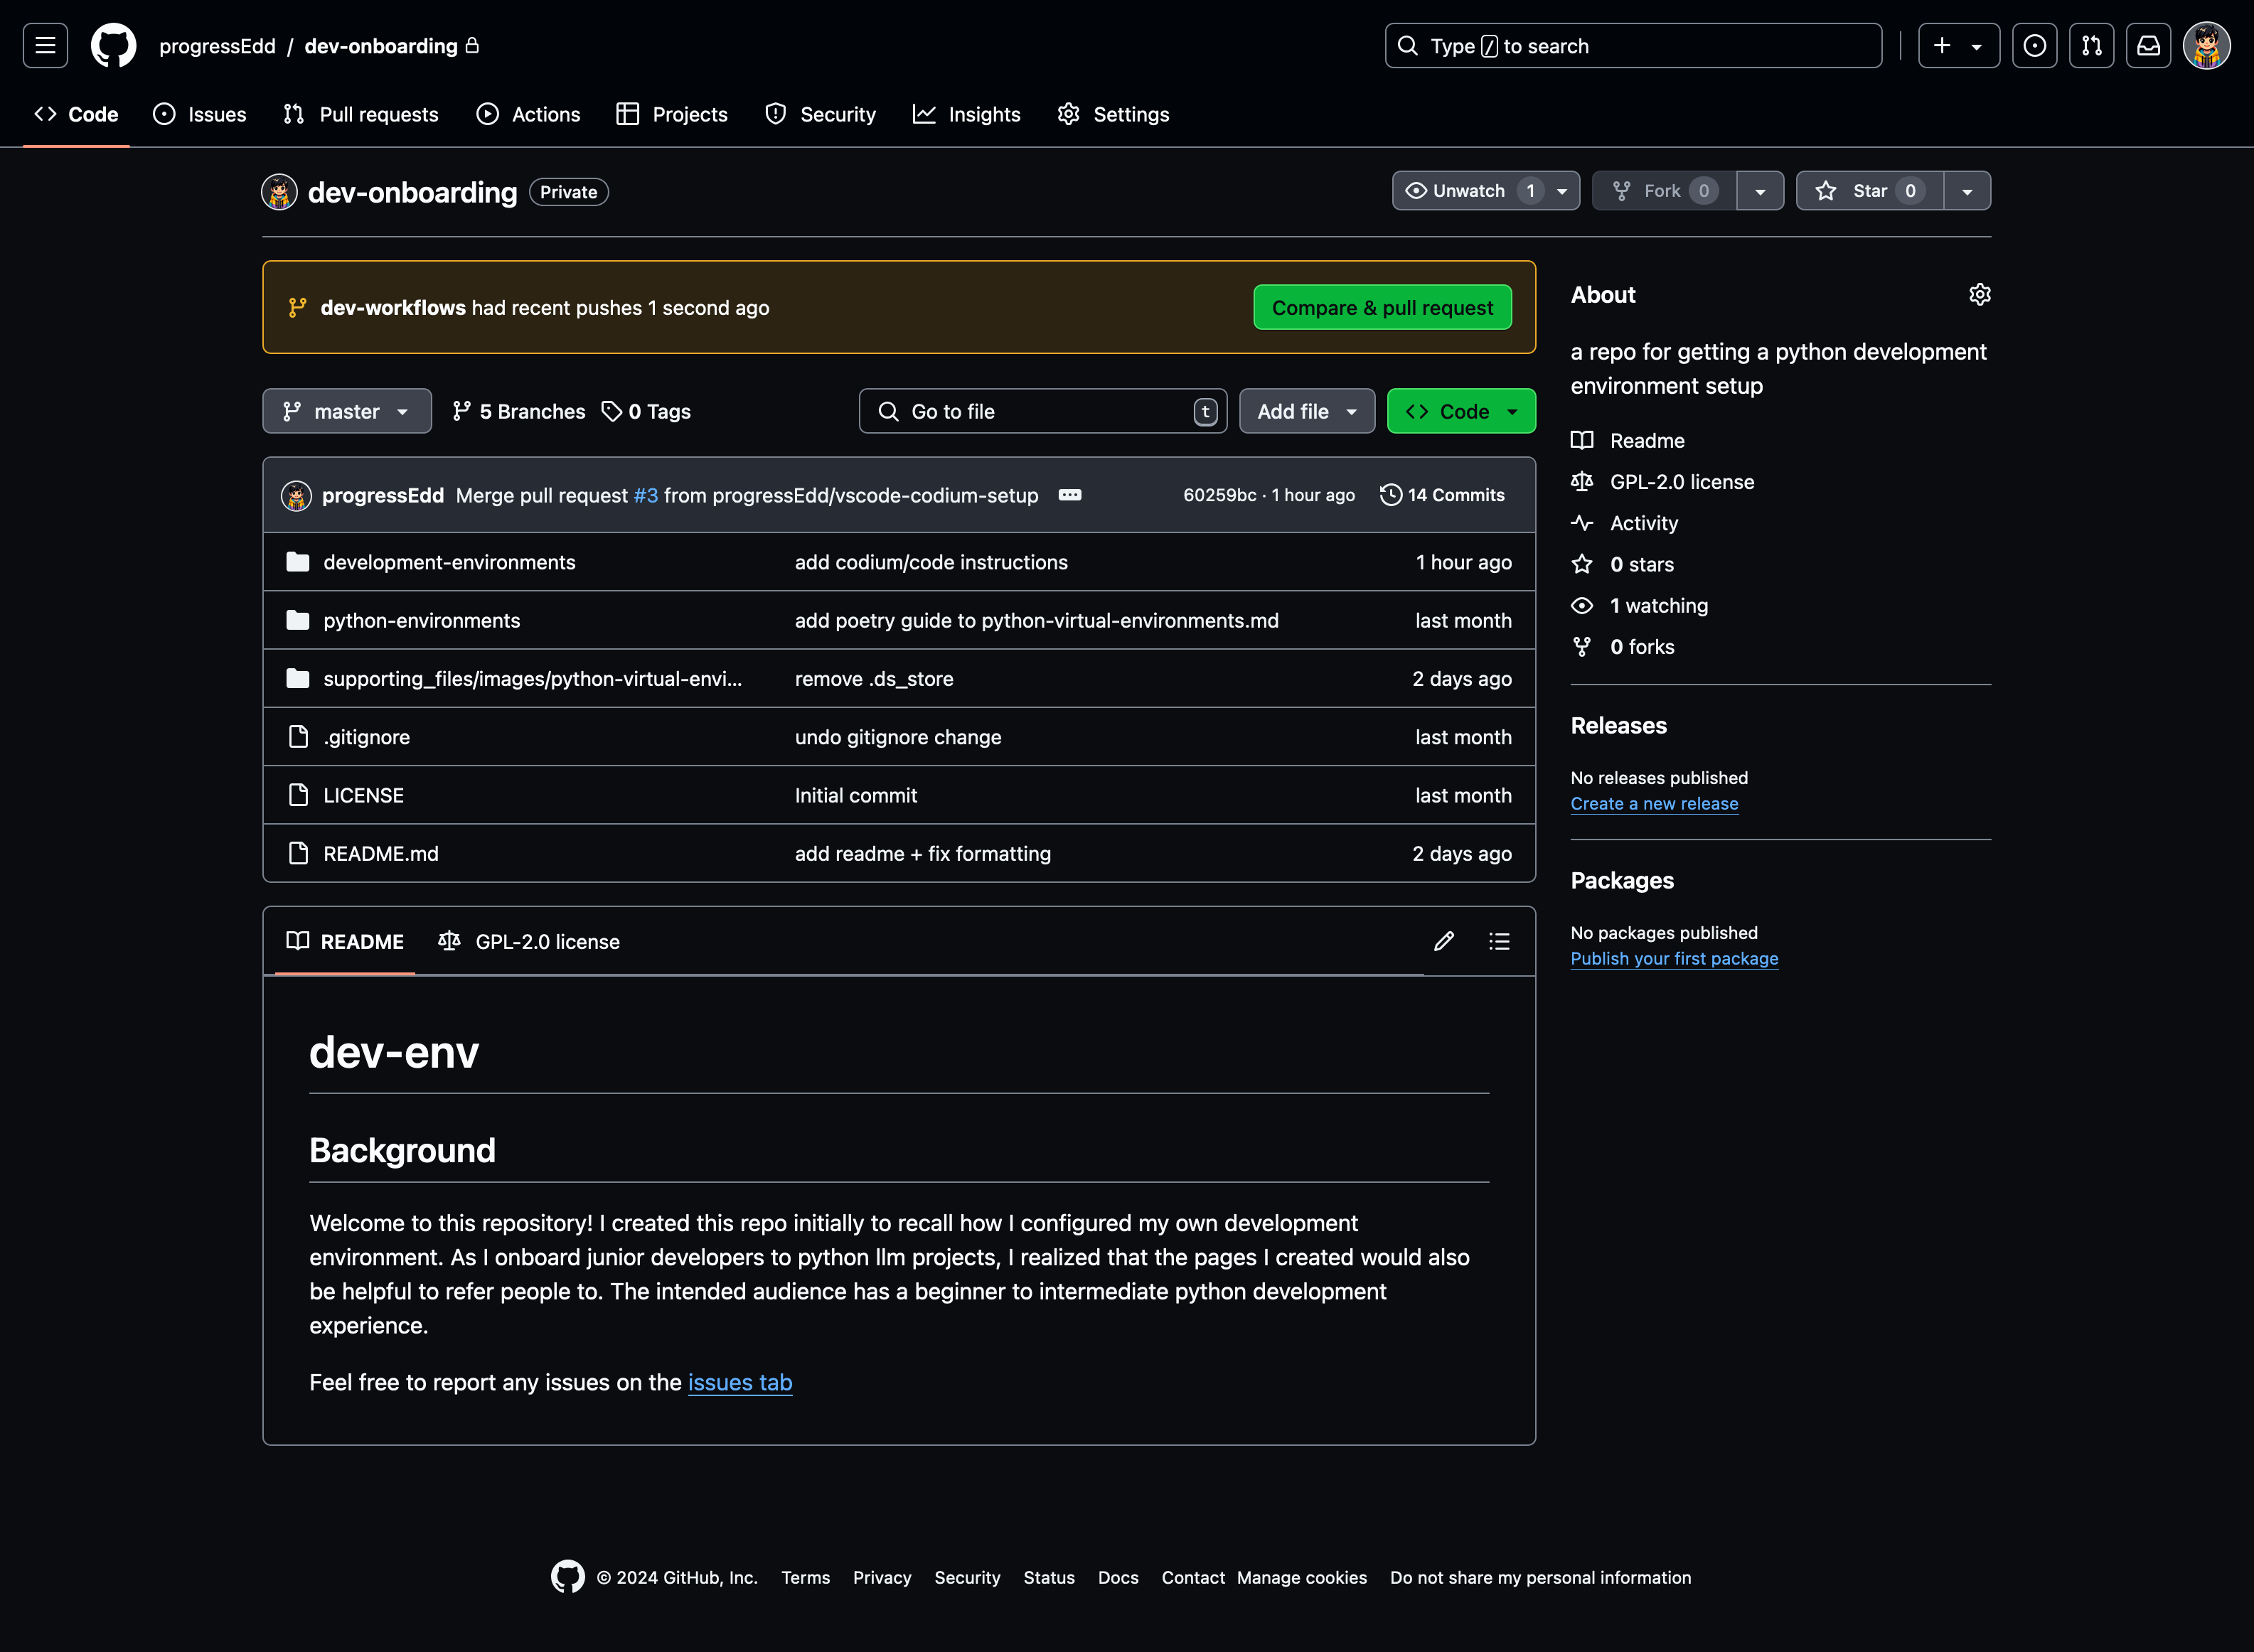 progressEdd / dev-onboarding
Type / to search
Code Issues Pull requests Actions Projects Security Insights Settings
dev-onboarding Private
Unwatch 1 Fork 0 Star 0
dev-workflows had recent pushes 1 second ago
Compare & pull request
master 5 Branches 0 Tags Go to file t Add file Code
progressEdd Merge pull request #3 from progressEdd/vscode-codium-setup 60259bc · 1 hour ago 14 Commits
development-environments add codium/code instructions 1 hour ago
python-environments add poetry guide to python-virtual-environments.md last month
supporting_files/images/python-virtual-envi... remove .ds_store 2 days ago
.gitignore undo gitignore change last month
LICENSE Initial commit last month
README.md add readme + fix formatting 2 days ago
README GPL-2.0 license
dev-env
Background
Welcome to this repository! I created this repo initially to recall how I configured my own development
environment. As I onboard junior developers to python llm projects, I realized that the pages I created would also
be helpful to refer people to. The intended audience has a beginner to intermediate python development
experience.
Feel free to report any issues on the issues tab
About
a repo for getting a python development
environment setup
Readme
GPL-2.0 license
Activity
0 stars
1 watching
0 forks
Releases
No releases published
Create a new release
Packages
No packages published
Publish your first package
© 2024 GitHub, Inc. Terms Privacy Security Status Docs Contact Manage cookies Do not share my personal information